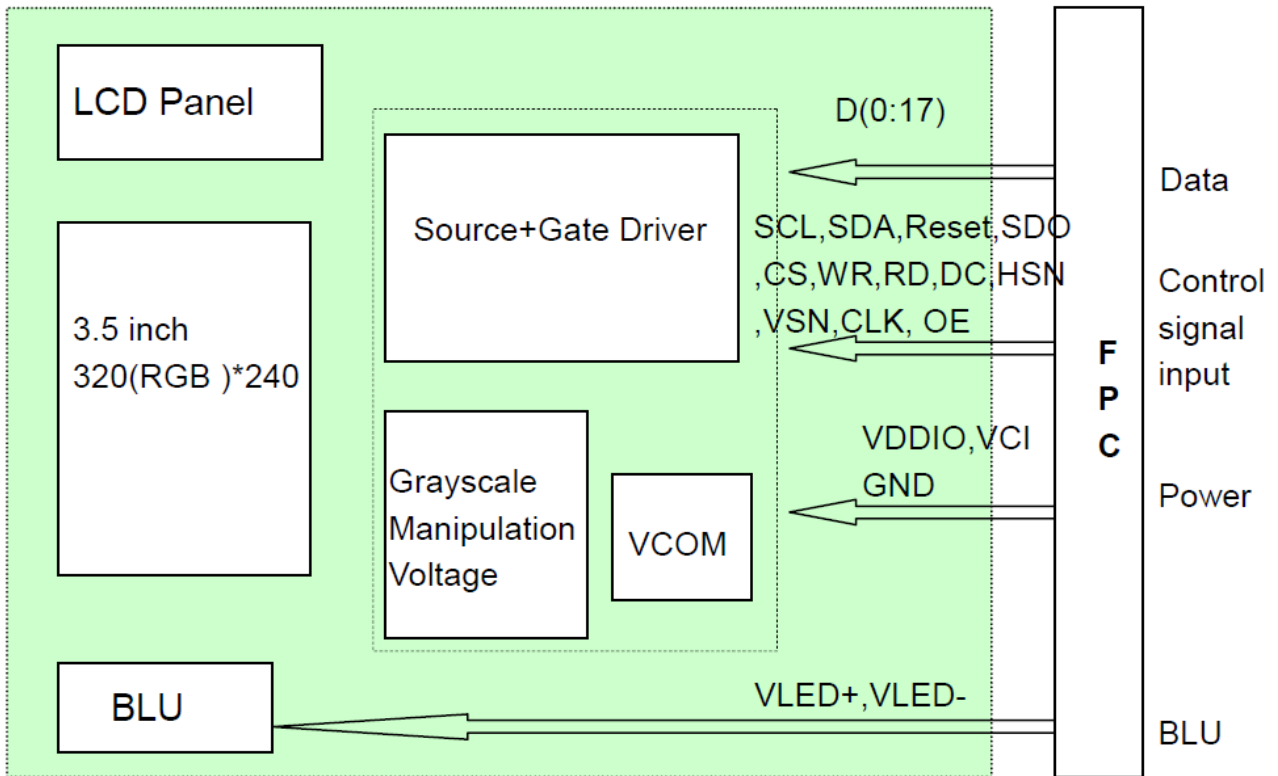 LCD Panel
3.5 inch
320(RGB )*240
BLU
Source+Gate Driver
Grayscale
Manipulation
Voltage
VCOM
D(0:17)
SCL,SDA,Reset,SDO
,CS,WR,RD,DC,HSN
,VSN,CLK, OE
VDDIO,VCI
GND
VLED+,VLED-
F
P
C
Data
Control
signal
input
Power
BLU